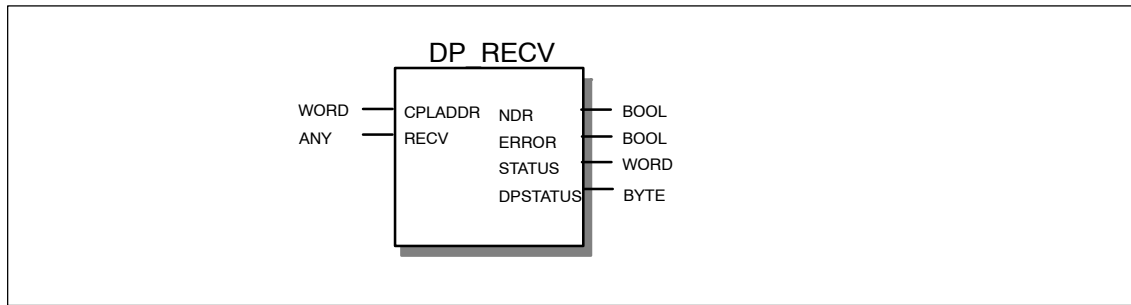 DP_RECV
WORD CPLADDR NDR BOOL
ANY RECV ERROR BOOL
STATUS WORD
DPSTATUS BYTE